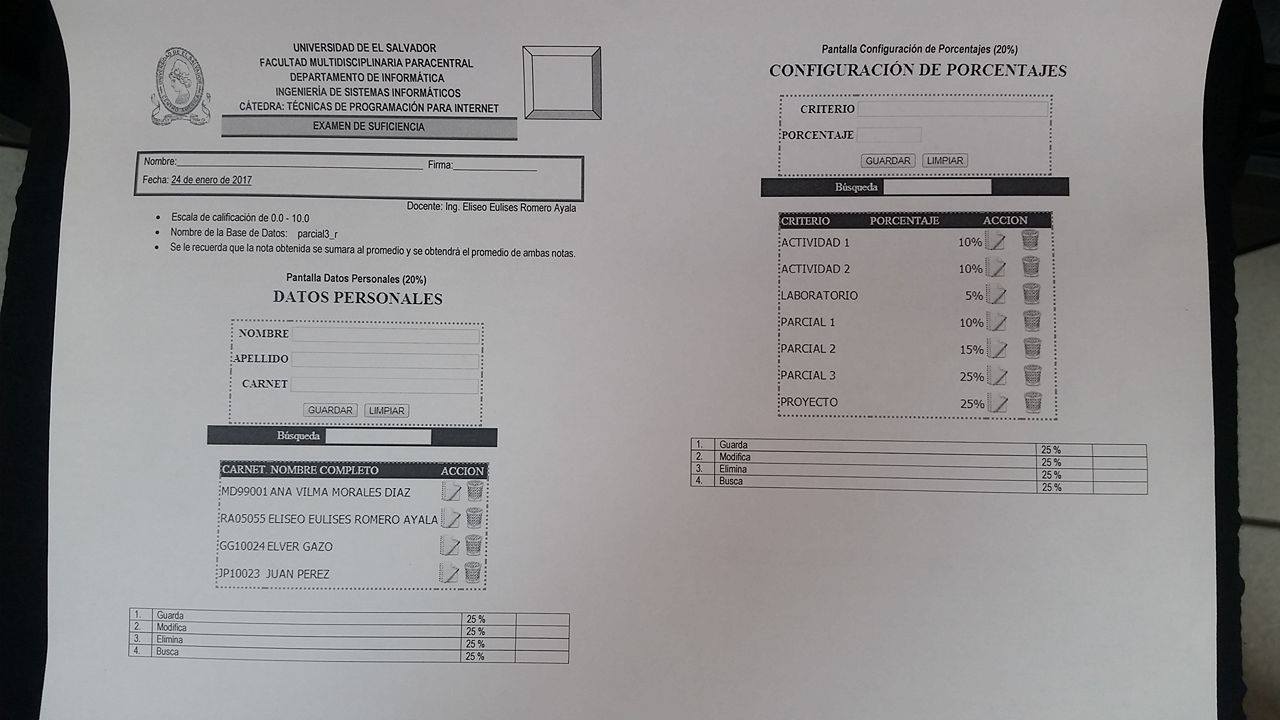 UNIVERSIDAD DE EL SALVADOR
FACULTAD MULTIDISCIPLINARIA PARACENTRAL
DEPARTAMENTO DE INFORMÁTICA
INGENIERÍA DE SISTEMAS INFORMÁTICOS
CÁTEDRA: TÉCNICAS DE PROGRAMACIÓN PARA INTERNET
EXAMEN DE SUFICIENCIA
Nombre:____ Firma:____
Fecha: 24 de enero de 2017
Docente: Ing. Eliseo Eulises Romero Ayala
• Escala de calificación de 0.0 - 10.0
• Nombre de la Base de Datos: parcial3_r
• Se le recuerda que la nota obtenida se sumara al promedio y se obtendrá el promedio de ambas notas.
Pantalla Datos Personales (20%)
DATOS PERSONALES
NOMBRE
APELLIDO
CARNET
GUARDAR LIMPIAR
Búsqueda
CARNET NOMBRE COMPLETO ACCION
MD99001 ANA VILMA MORALES DIAZ
RA05055 ELISEO EULISES ROMERO AYALA
GG10024 ELVER GAZO
JP10023 JUAN PEREZ
1. Guarda 25 %
2. Modifica 25 %
3. Elimina 25 %
4. Busca 25 %
Pantalla Configuración de Porcentajes (20%)
CONFIGURACIÓN DE PORCENTAJES
CRITERIO
PORCENTAJE
GUARDAR LIMPIAR
Búsqueda
CRITERIO PORCENTAJE ACCION
ACTIVIDAD 1 10%
ACTIVIDAD 2 10%
LABORATORIO 5%
PARCIAL 1 10%
PARCIAL 2 15%
PARCIAL 3 25%
PROYECTO 25%
1. Guarda 25 %
2. Modifica 25 %
3. Elimina 25 %
4. Busca 25 %